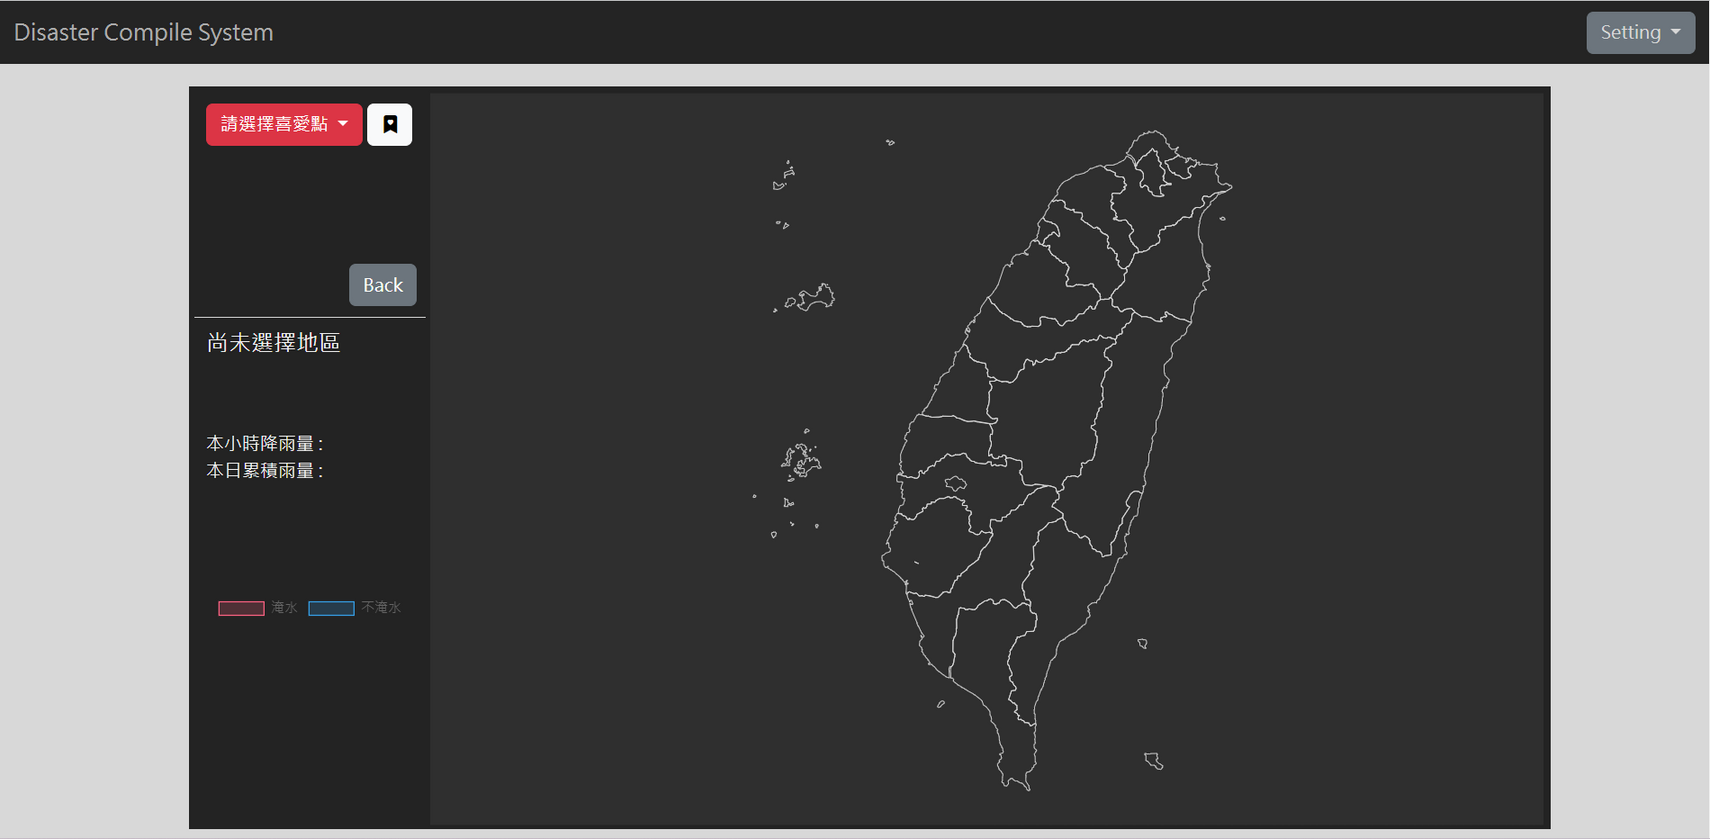 Disaster Compile System
Setting
請選擇喜愛點
Back
尚未選擇地區
本小時降雨量 :
本日累積雨量 :
淹水 不淹水